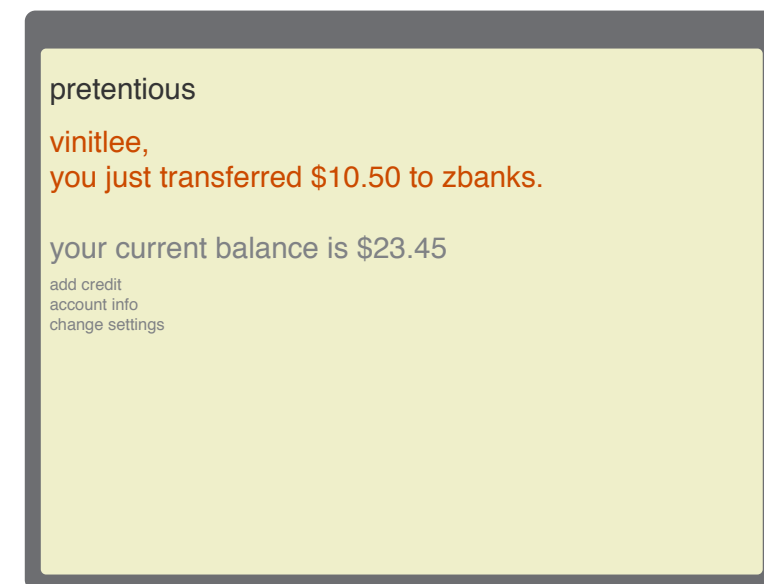 pretentious
vinitlee,
you just transferred $10.50 to zbanks.
your current balance is $23.45
add credit
account info
change settings